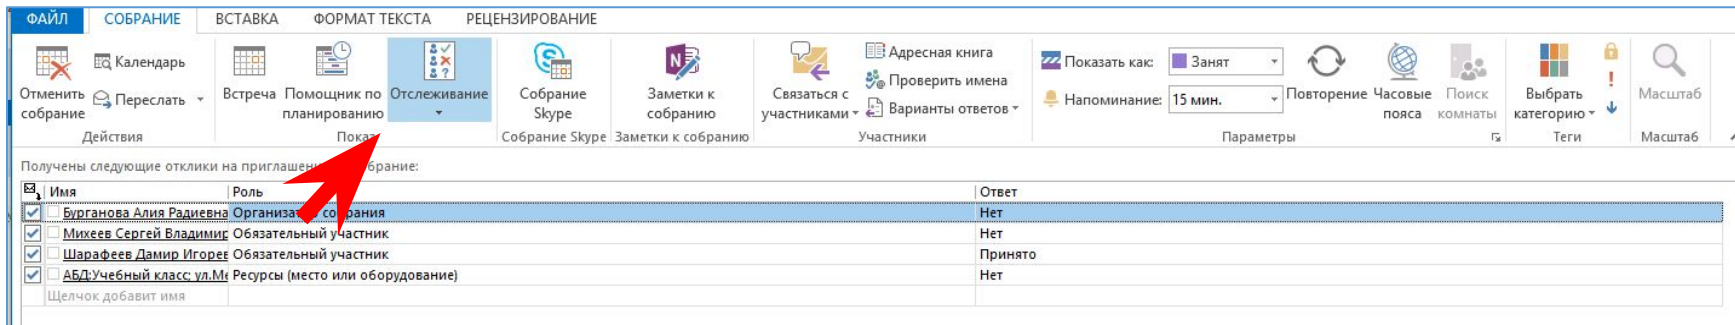 ФАЙЛ СОБРАНИЕ ВСТАВКА ФОРМАТ ТЕКСТА РЕЦЕНЗИРОВАНИЕ
Отменить собрание
Календарь
Переслать
Действия
Встреча
Помощник по планированию
Отслеживание
Показ
Собрание Skype
Собрание Skype
Заметки к собранию
Заметки к собранию
Связаться с участниками
Адресная книга
Проверить имена
Варианты ответов
Участники
Показать как: Занят
Напоминание: 15 мин.
Повторение
Часовые пояса
Поиск комнаты
Параметры
Выбрать категорию
Теги
Масштаб
Масштаб
Получены следующие отклики на приглашен брание:
Имя Роль Ответ
Бурганова Алия Радиевна Организат со рания Нет
Михеев Сергей Владимир Обязательный участник Нет
Шарафеев Дамир Игорев Обязательный участник Принято
АБД:Учебный класс; ул.Ме Ресурсы (место или оборудование) Нет
Щелчок добавит имя